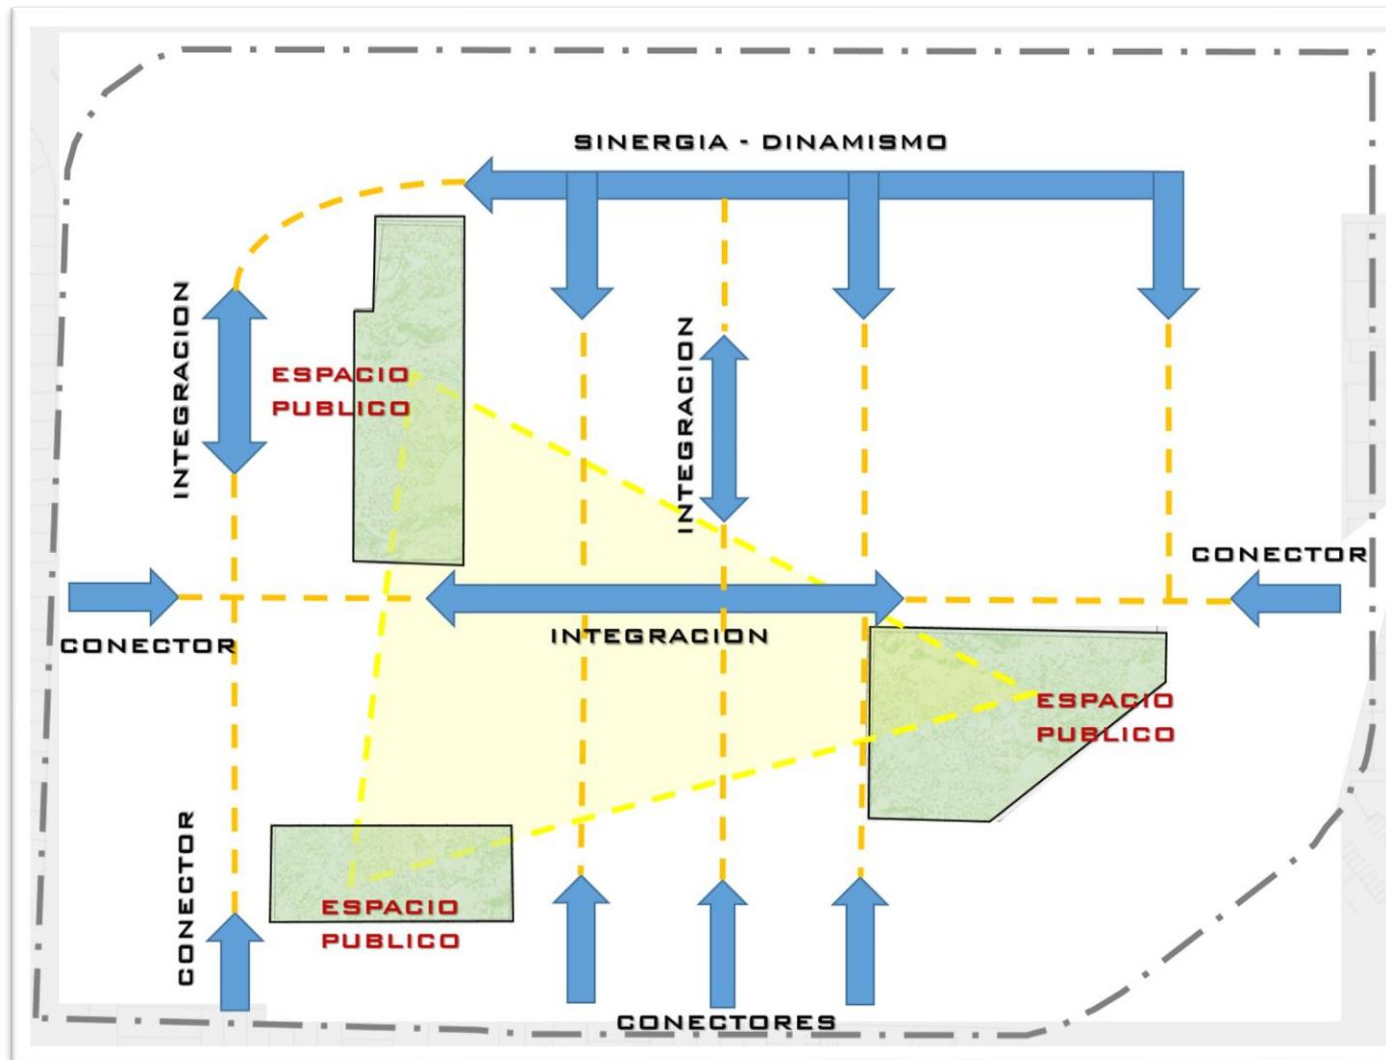 SINERGIA - DINAMISMO
INTEGRACION
ESPACIO
PUBLICO
INTEGRACION
CONECTOR
CONECTOR
INTEGRACION
ESPACIO
PUBLICO
CONECTOR
ESPACIO
PUBLICO
CONECTORES